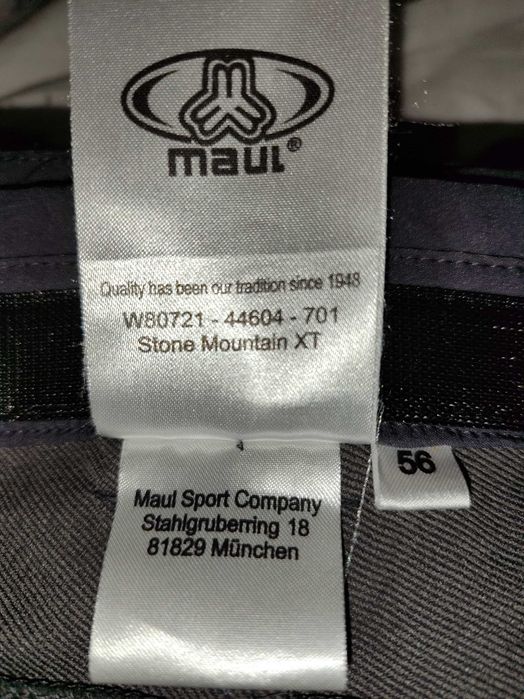 maul®
Quality has been our tradition since 1948
W80721 - 44604 - 701
Stone Mountain XT
56
Maul Sport Company
Stahlgruberring 18
81829 München